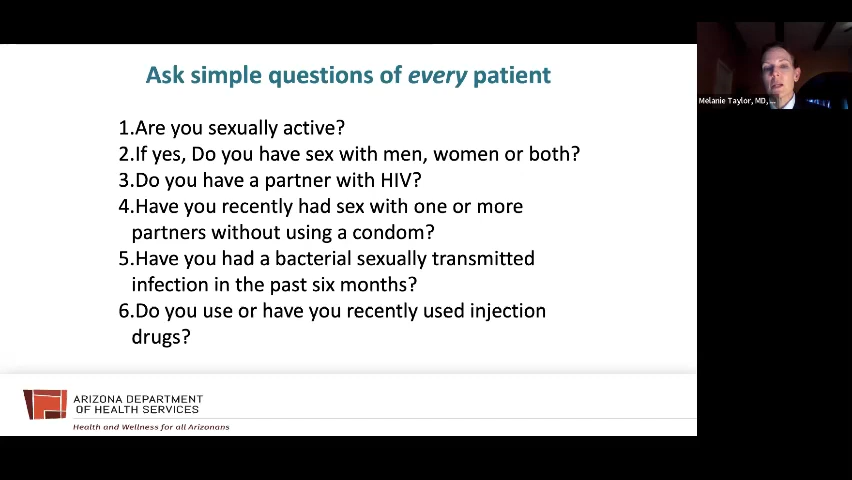 Ask simple questions of every patient
1.Are you sexually active?
2.If yes, Do you have sex with men, women or both?
3.Do you have a partner with HIV?
4.Have you recently had sex with one or more
partners without using a condom?
5.Have you had a bacterial sexually transmitted
infection in the past six months?
6.Do you use or have you recently used injection
drugs?
Melanie Taylor, MD, ...
ARIZONA DEPARTMENT
OF HEALTH SERVICES
Health and Wellness for all Arizonans